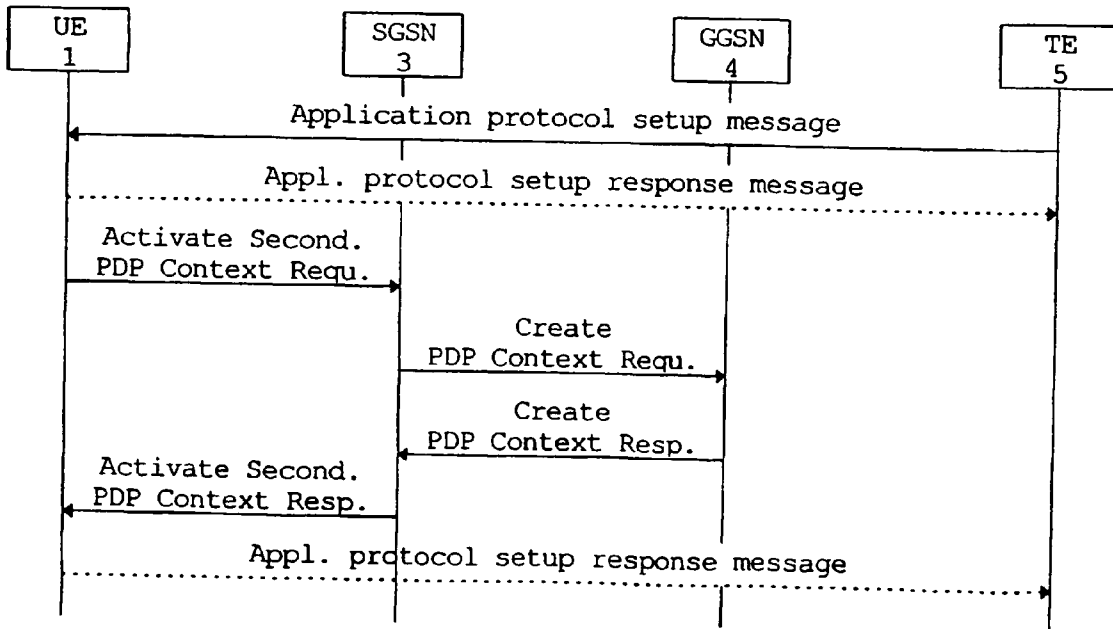 UE
1
SGSN
3
GGSN
4
TE
5
Application protocol setup message
Appl. protocol setup response message
Activate Second.
PDP Context Requ.
Create
PDP Context Requ.
Create
PDP Context Resp.
Activate Second.
PDP Context Resp.
Appl. protocol setup response message